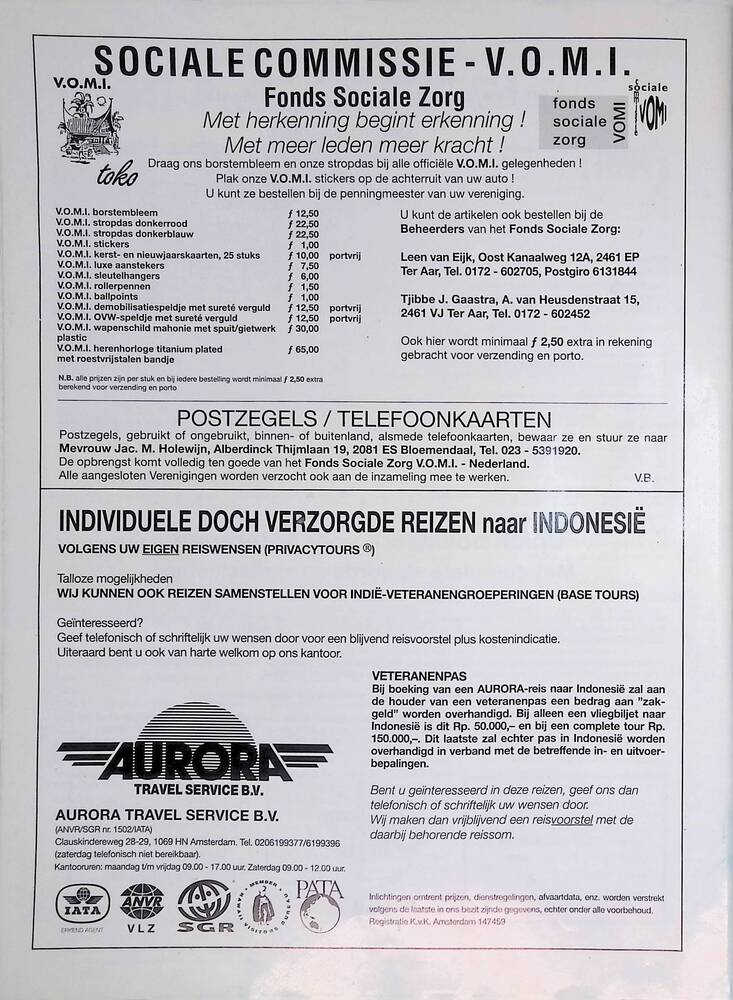 SOCIALE COMMISSIE - V.O.M.I.
V.O.M.I.
toko
Fonds Sociale Zorg
Met herkenning begint erkenning !
Met meer leden meer kracht !
fonds
sociale
zorg
VOMI
sociale
VOMI
Draag ons borstembleem en onze stropdas bij alle officiële V.O.M.I. gelegenheden !
Plak onze V.O.M.I. stickers op de achterruit van uw auto !
U kunt ze bestellen bij de penningmeester van uw vereniging.
V.O.M.I. borstembleem ƒ 12,50
V.O.M.I. stropdas donkerrood ƒ 22,50
V.O.M.I. stropdas donkerblauw ƒ 22,50
V.O.M.I. stickers ƒ 1,00
V.O.M.I. kerst- en nieuwjaarskaarten, 25 stuks ƒ 10,00 portvrij
V.O.M.I. luxe aanstekers ƒ 7,50
V.O.M.I. sleutelhangers ƒ 6,00
V.O.M.I. rollerpennen ƒ 1,50
V.O.M.I. ballpoints ƒ 1,00
V.O.M.I. demobilisatiespeldje met sureté verguld ƒ 12,50 portvrij
V.O.M.I. OVW-speldje met sureté verguld ƒ 12,50 portvrij
V.O.M.I. wapenschild mahonie met spuit/gietwerk ƒ 30,00
plastic
V.O.M.I. herenhorloge titanium plated ƒ 65,00
met roestvrijstalen bandje
N.B. alle prijzen zijn per stuk en bij iedere bestelling wordt minimaal ƒ 2,50 extra
berekend voor verzending en porto
U kunt de artikelen ook bestellen bij de
Beheerders van het Fonds Sociale Zorg:
Leen van Eijk, Oost Kanaalweg 12A, 2461 EP
Ter Aar, Tel. 0172 - 602705, Postgiro 6131844
Tjibbe J. Gaastra, A. van Heusdenstraat 15,
2461 VJ Ter Aar, Tel. 0172 - 602452
Ook hier wordt minimaal ƒ 2,50 extra in rekening
gebracht voor verzending en porto.
POSTZEGELS / TELEFOONKAARTEN
Postzegels, gebruikt of ongebruikt, binnen- of buitenland, alsmede telefoonkaarten, bewaar ze en stuur ze naar
Mevrouw Jac. M. Holewijn, Alberdinck Thijmlaan 19, 2081 ES Bloemendaal, Tel. 023 - 5391920.
De opbrengst komt volledig ten goede van het Fonds Sociale Zorg V.O.M.I. - Nederland.
Alle aangesloten Verenigingen worden verzocht ook aan de inzameling mee te werken. V.B.
INDIVIDUELE DOCH VERZORGDE REIZEN naar INDONESIË
VOLGENS UW EIGEN REISWENSEN (PRIVACYTOURS ®)
Talloze mogelijkheden
WIJ KUNNEN OOK REIZEN SAMENSTELLEN VOOR INDIË-VETERANENGROEPERINGEN (BASE TOURS)
Geïnteresseerd?
Geef telefonisch of schriftelijk uw wensen door voor een blijvend reisvoorstel plus kostenindicatie.
Uiteraard bent u ook van harte welkom op ons kantoor.
AURORA
TRAVEL SERVICE B.V.
AURORA TRAVEL SERVICE B.V.
(ANVR/SGR nr. 1502/IATA)
Clauskindereweg 28-29, 1069 HN Amsterdam. Tel. 0206199377/6199396
(zaterdag telefonisch niet bereikbaar).
Kantooruren: maandag t/m vrijdag 09.00 - 17.00 uur. Zaterdag 09.00 - 12.00 uur.
IATA
ERKEND AGENT
ANVR
VLZ
SGR
MEMBER
PATA
VETERANENPAS
Bij boeking van een AURORA-reis naar Indonesië zal aan
de houder van een veteranenpas een bedrag aan "zak-
geld" worden overhandigd. Bij alleen een vliegbiljet naar
Indonesië is dit Rp. 50.000,– en bij een complete tour Rp.
150.000,–. Dit laatste zal echter pas in Indonesië worden
overhandigd in verband met de betreffende in- en uitvoer-
bepalingen.
Bent u geïnteresseerd in deze reizen, geef ons dan
telefonisch of schriftelijk uw wensen door.
Wij maken dan vrijblijvend een reisvoorstel met de
daarbij behorende reissom.
Inlichtingen omtrent prijzen, dienstregelingen, afvaartdata, enz. worden verstrekt
volgens de laatste in ons bezit zijnde gegevens, echter onder alle voorbehoud.
Registratie K.v.K. Amsterdam 147459